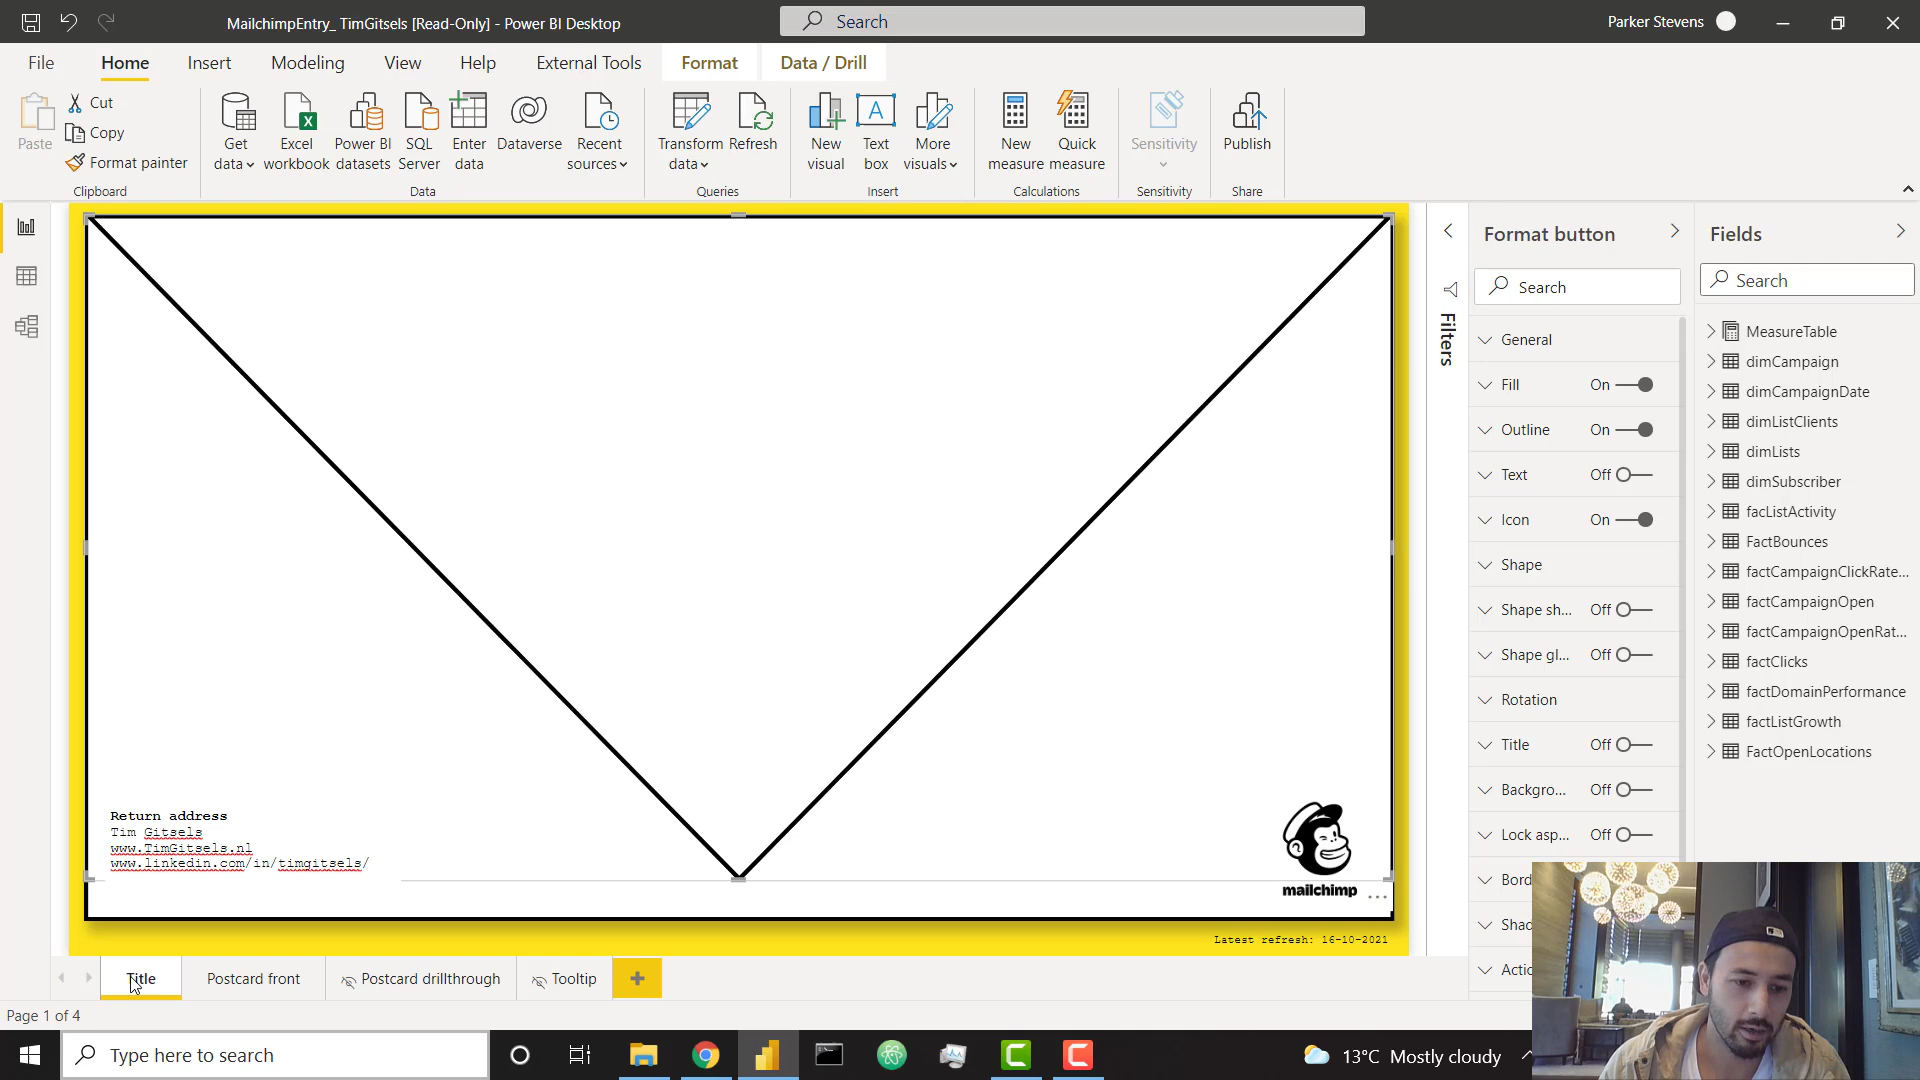 MailchimpEntry_ TimGitsels [Read-Only] - Power BI Desktop
Search
Parker Stevens
File
Home
Insert
Modeling
View
Help
External Tools
Format
Data / Drill
Paste
Cut
Copy
Format painter
Clipboard
Get data
Excel workbook
Power BI datasets
SQL Server
Enter data
Dataverse
Recent sources
Data
Transform data
Refresh
Queries
New visual
Text box
More visuals
Insert
New measure
Quick measure
Calculations
Sensitivity
Sensitivity
Publish
Share
Return address
Tim Gitsels
www.TimGitsels.nl
www.linkedin.com/in/timgitsels/
mailchimp
Latest refresh: 16-10-2021
Filters
Format button
Search
General
Fill On
Outline On
Text Off
Icon On
Shape
Shape sh... Off
Shape gl... Off
Rotation
Title Off
Backgro... Off
Lock asp... Off
Bord
Shad
Actio
Fields
Search
MeasureTable
dimCampaign
dimCampaignDate
dimListClients
dimLists
dimSubscriber
facListActivity
FactBounces
factCampaignClickRate...
factCampaignOpen
factCampaignOpenRat...
factClicks
factDomainPerformance
factListGrowth
FactOpenLocations
Title
Postcard front
Postcard drillthrough
Tooltip
Page 1 of 4
Type here to search
13°C Mostly cloudy